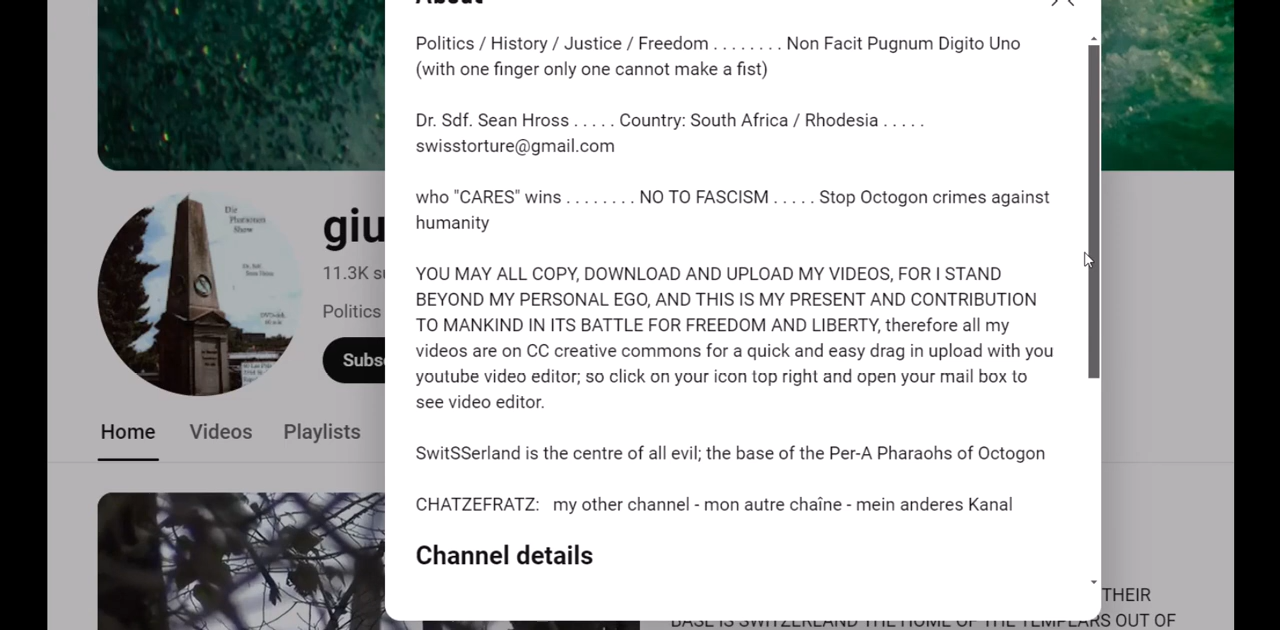 About
Politics / History / Justice / Freedom . . . . . . . . Non Facit Pugnum Digito Uno
(with one finger only one cannot make a fist)
Dr. Sdf. Sean Hross . . . . . Country: South Africa / Rhodesia . . . . .
swisstorture@gmail.com
who "CARES" wins . . . . . . . . NO TO FASCISM . . . . . Stop Octogon crimes against
humanity
YOU MAY ALL COPY, DOWNLOAD AND UPLOAD MY VIDEOS, FOR I STAND
BEYOND MY PERSONAL EGO, AND THIS IS MY PRESENT AND CONTRIBUTION
TO MANKIND IN ITS BATTLE FOR FREEDOM AND LIBERTY, therefore all my
videos are on CC creative commons for a quick and easy drag in upload with you
youtube video editor; so click on your icon top right and open your mail box to
see video editor.
SwitSSerland is the centre of all evil; the base of the Per-A Pharaohs of Octogon
CHATZEFRATZ: my other channel - mon autre chaîne - mein anderes Kanal
Channel details
Die
Pharaonen
Show
giu
11.3K su
Politics
Subs
Home Videos Playlists
THEIR
BASE IS SWITZERLAND THE HOME OF THE TEMPLARS OUT OF